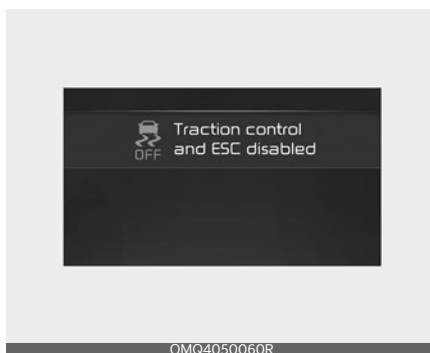 Traction control
OFF and ESC disabled
OMQ4050060R